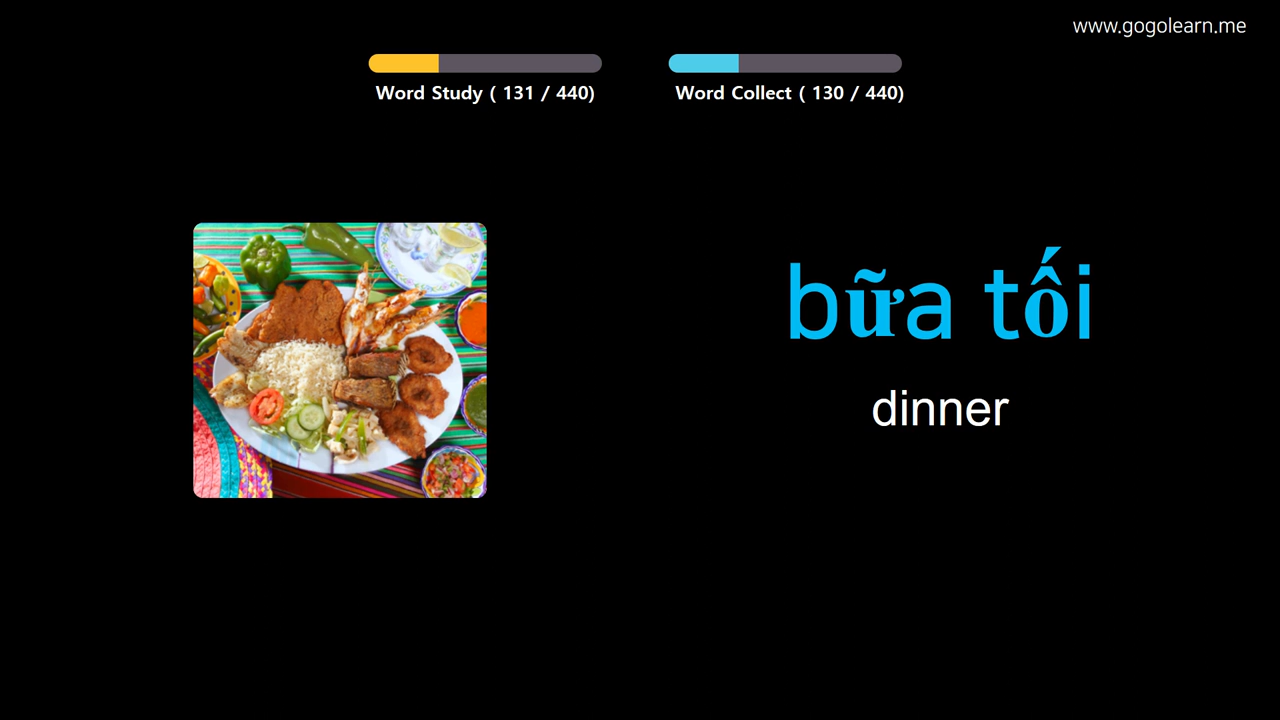 www.gogolearn.me
Word Study ( 131 / 440)
Word Collect ( 130 / 440)
bữa tối
dinner